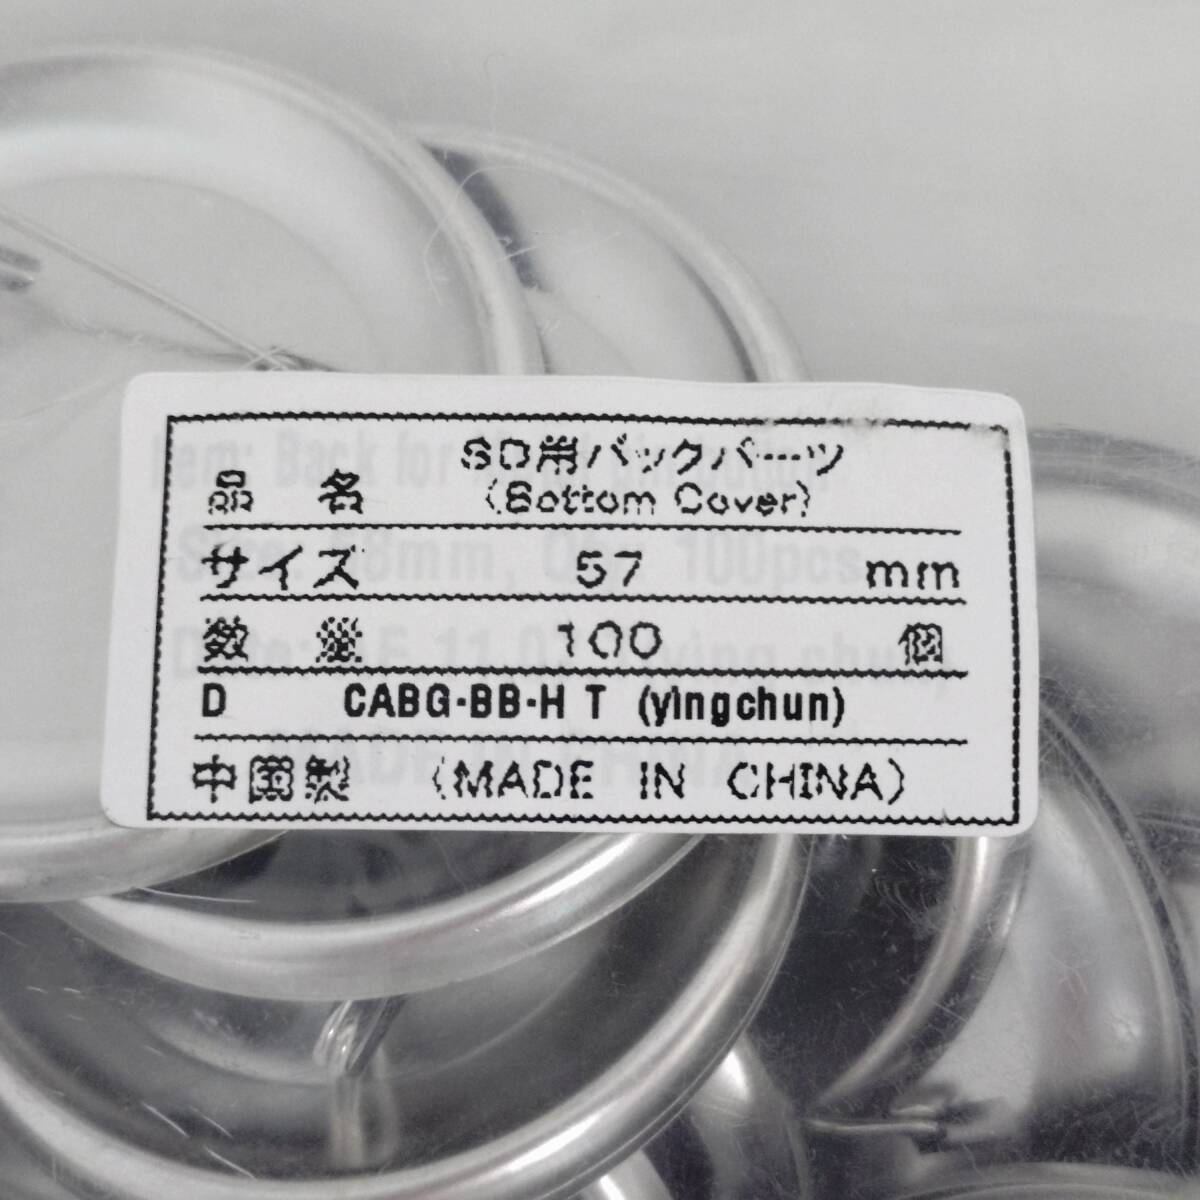 品名 SD用バックパーツ
(Bottom Cover)
サイズ 57 mm
数量 100 個
D CABG-BB-H T (yingchun)
中国製 (MADE IN CHINA)